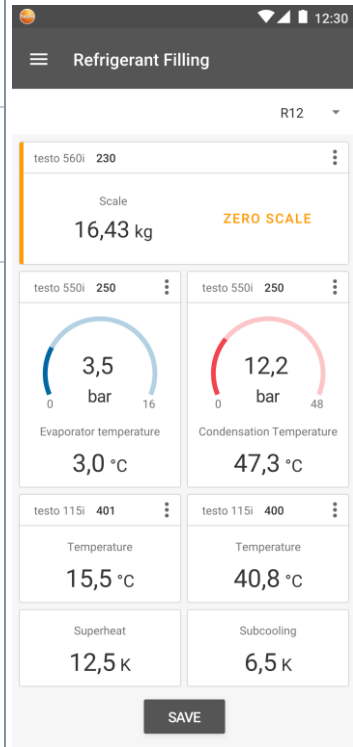 testo
12:30
Refrigerant Filling
R12
testo 560i 230
Scale
16,43 kg
ZERO SCALE
testo 550i 250
3,5
bar
0 16
Evaporator temperature
3,0 °C
testo 550i 250
12,2
bar
0 48
Condensation Temperature
47,3 °C
testo 115i 401
Temperature
15,5 °C
testo 115i 400
Temperature
40,8 °C
Superheat
12,5 K
Subcooling
6,5 K
SAVE